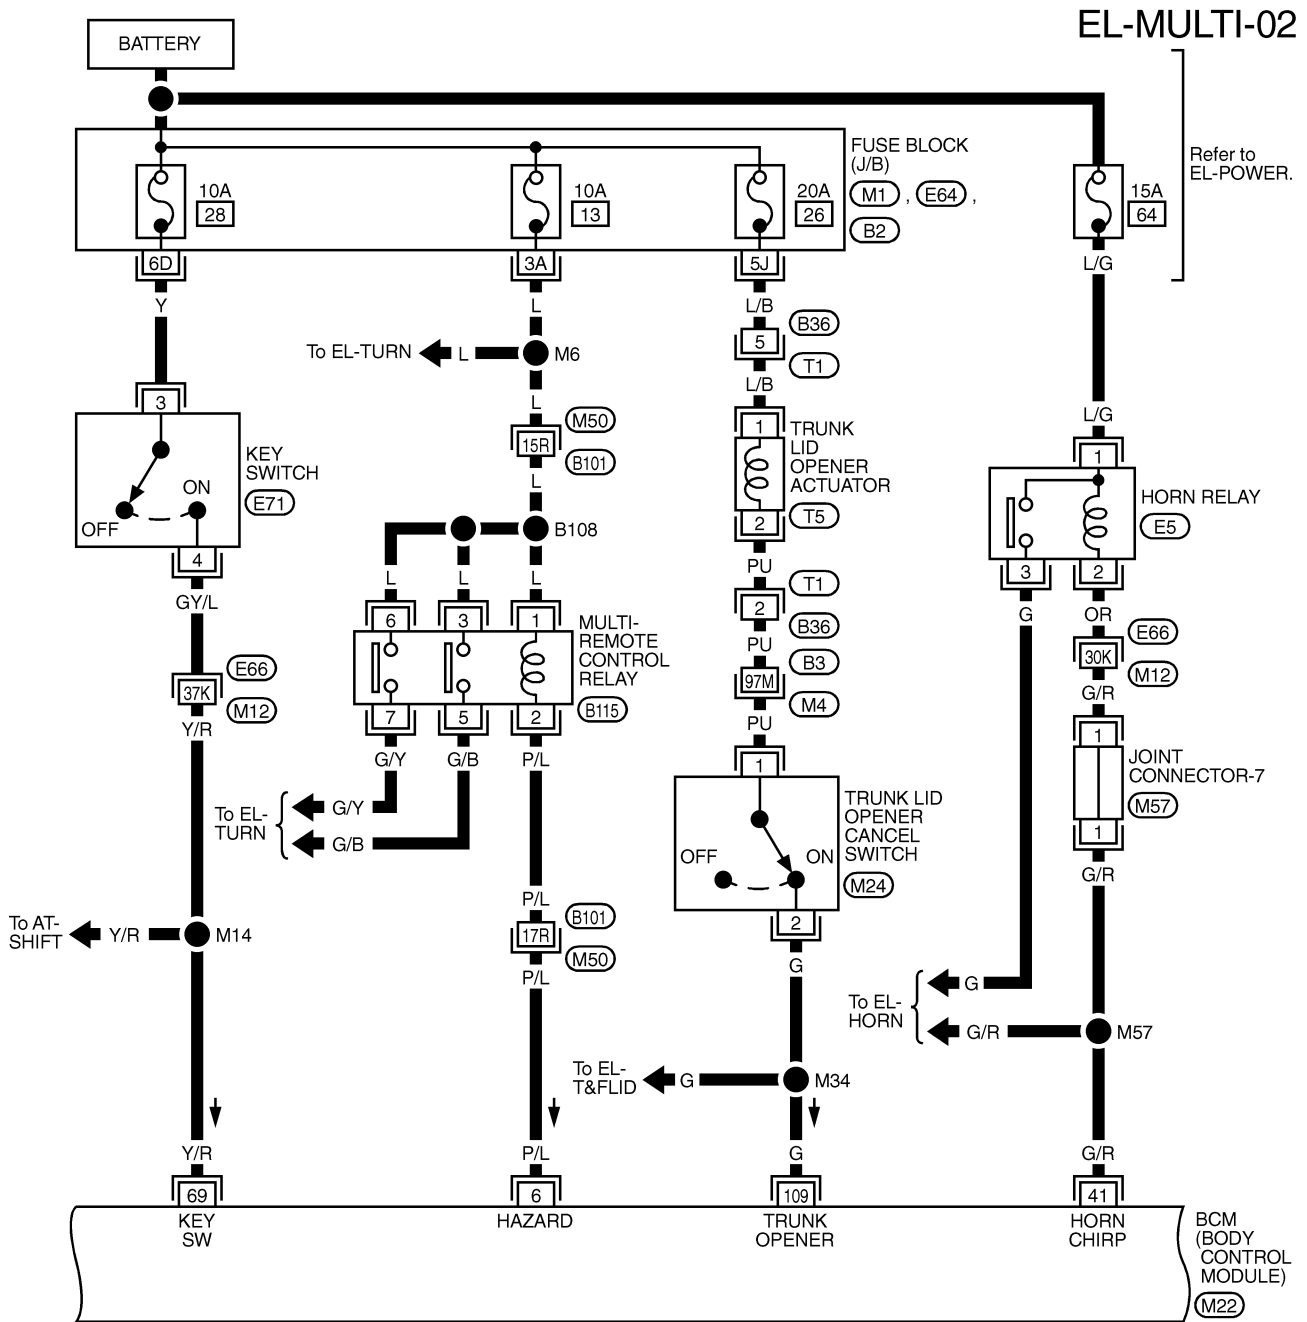 EL-MULTI-02
BATTERY
Refer to
EL-POWER.
FUSE BLOCK
(J/B)
M1 , E64 ,
B2
10A
28
10A
13
20A
26
15A
64
6D
3A
5J
L/G
Y
L
L/B
To EL-TURN
L
M6
5
B36
T1
L
L/B
L/G
3
KEY
SWITCH
E71
ON
OFF
4
M50
15R
B101
L
1
TRUNK
LID
OPENER
ACTUATOR
T5
2
1
HORN RELAY
E5
3
2
B108
GY/L
L
L
L
PU
G
OR
E66
37K
M12
Y/R
6
3
1
MULTI-
REMOTE
CONTROL
RELAY
B115
7
5
2
T1
2
B36
PU
B3
97M
M4
PU
E66
30K
M12
G/R
1
JOINT
CONNECTOR-7
M57
1
G/R
G/Y
G/B
P/L
To EL-
TURN
G/Y
G/B
1
TRUNK LID
OPENER
CANCEL
SWITCH
M24
OFF
ON
2
G
P/L
B101
17R
M50
P/L
To AT-
SHIFT
Y/R
M14
To EL-
HORN
G
G/R
M57
To EL-
T&FLID
G
M34
Y/R
P/L
G
G/R
69
6
109
41
KEY
SW
HAZARD
TRUNK
OPENER
HORN
CHIRP
BCM
(BODY
CONTROL
MODULE)
M22